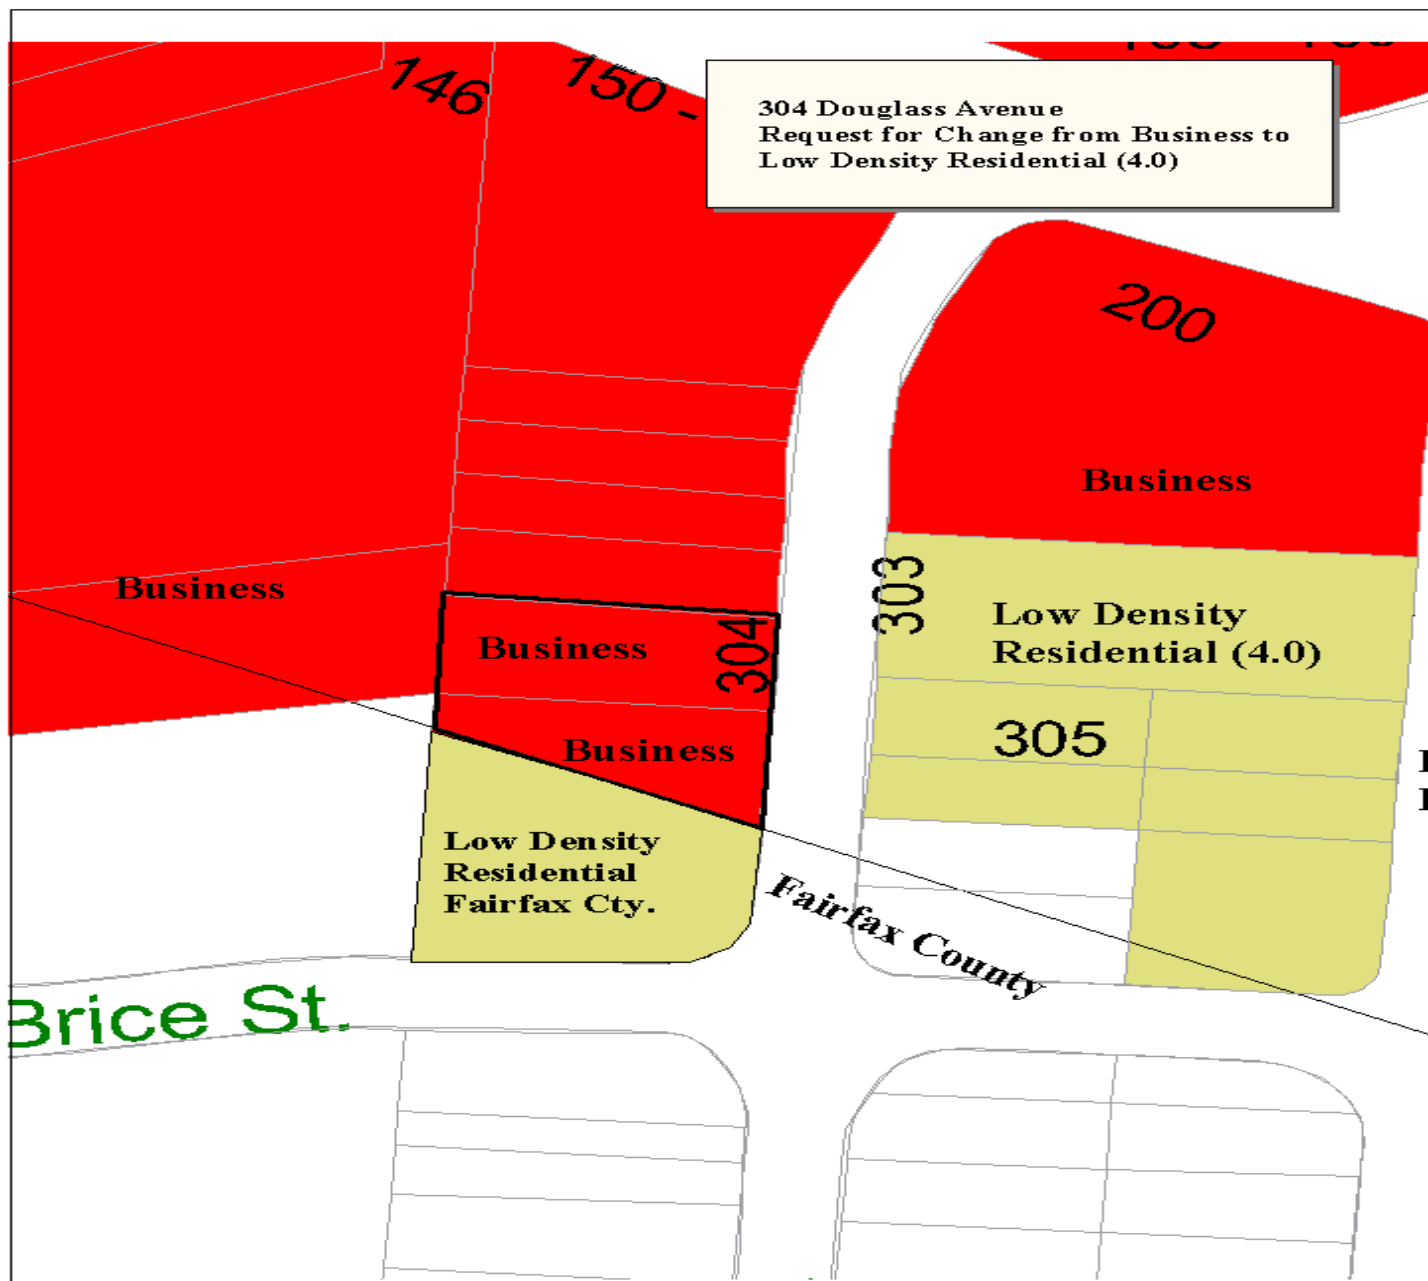 146
150 -
304 Douglass Avenue
Request for Change from Business to
Low Density Residential (4.0)
200
Business
Business
303
Low Density
Residential (4.0)
Business
304
305
Business
Low Density
Residential
Fairfax Cty.
Fairfax County
Brice St.